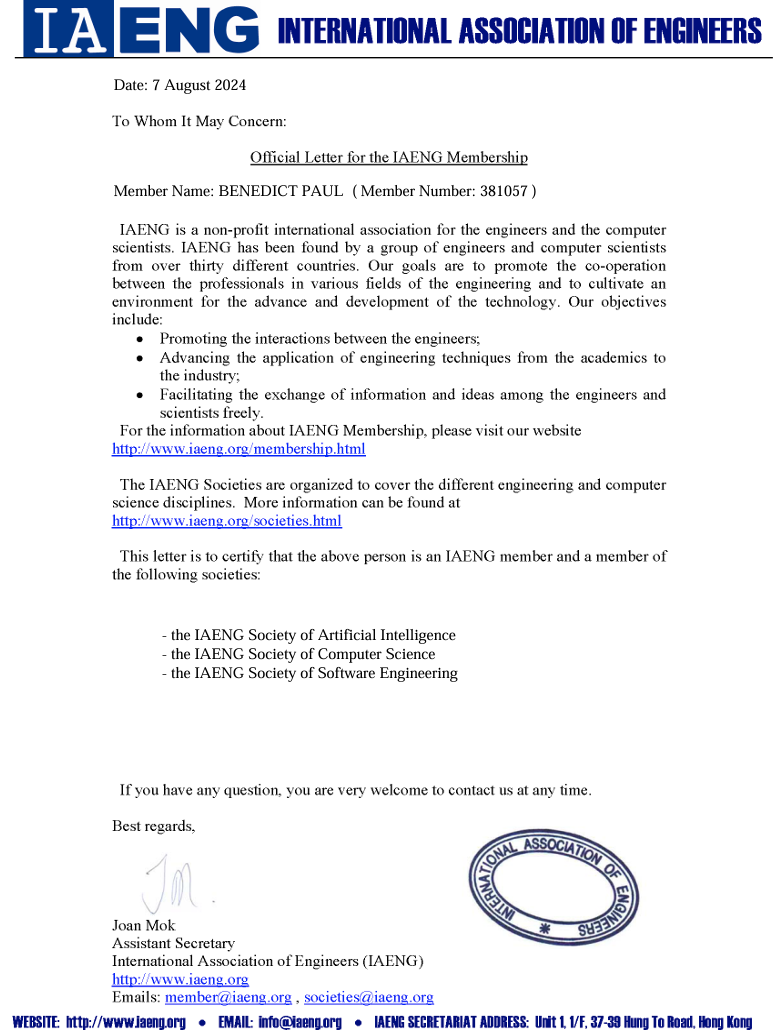 IAENG INTERNATIONAL ASSOCIATION OF ENGINEERS
Date: 7 August 2024
To Whom It May Concern:
Official Letter for the IAENG Membership
Member Name: BENEDICT PAUL ( Member Number: 381057 )
IAENG is a non-profit international association for the engineers and the computer
scientists. IAENG has been found by a group of engineers and computer scientists
from over thirty different countries. Our goals are to promote the co-operation
between the professionals in various fields of the engineering and to cultivate an
environment for the advance and development of the technology. Our objectives
include:
• Promoting the interactions between the engineers;
• Advancing the application of engineering techniques from the academics to
the industry;
• Facilitating the exchange of information and ideas among the engineers and
scientists freely.
For the information about IAENG Membership, please visit our website
http://www.iaeng.org/membership.html
The IAENG Societies are organized to cover the different engineering and computer
science disciplines. More information can be found at
http://www.iaeng.org/societies.html
This letter is to certify that the above person is an IAENG member and a member of
the following societies:
- the IAENG Society of Artificial Intelligence
- the IAENG Society of Computer Science
- the IAENG Society of Software Engineering
If you have any question, you are very welcome to contact us at any time.
Best regards,
INTERNATIONAL ASSOCIATION OF ENGINEERS
JM
Joan Mok
Assistant Secretary
International Association of Engineers (IAENG)
http://www.iaeng.org
Emails: member@iaeng.org , societies@iaeng.org
WEBSITE: http://www.iaeng.org ● EMAIL: info@iaeng.org ● IAENG SECRETARIAT ADDRESS: Unit 1, 1/F, 37-39 Hung To Road, Hong Kong